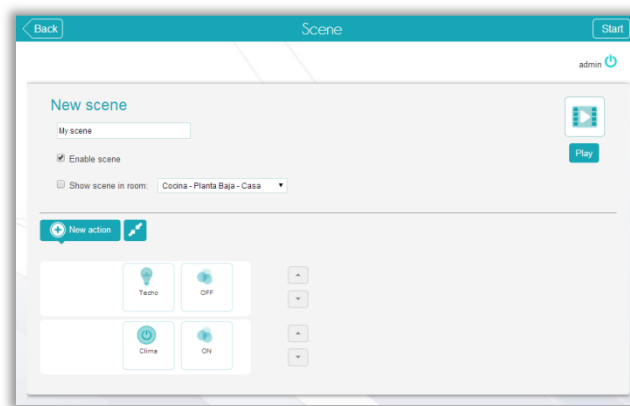 Back
Scene
Start
admin
New scene
My scene
Enable scene
Play
Show scene in room: Cocina - Planta Baja - Casa
New action
Techo
OFF
Clima
ON